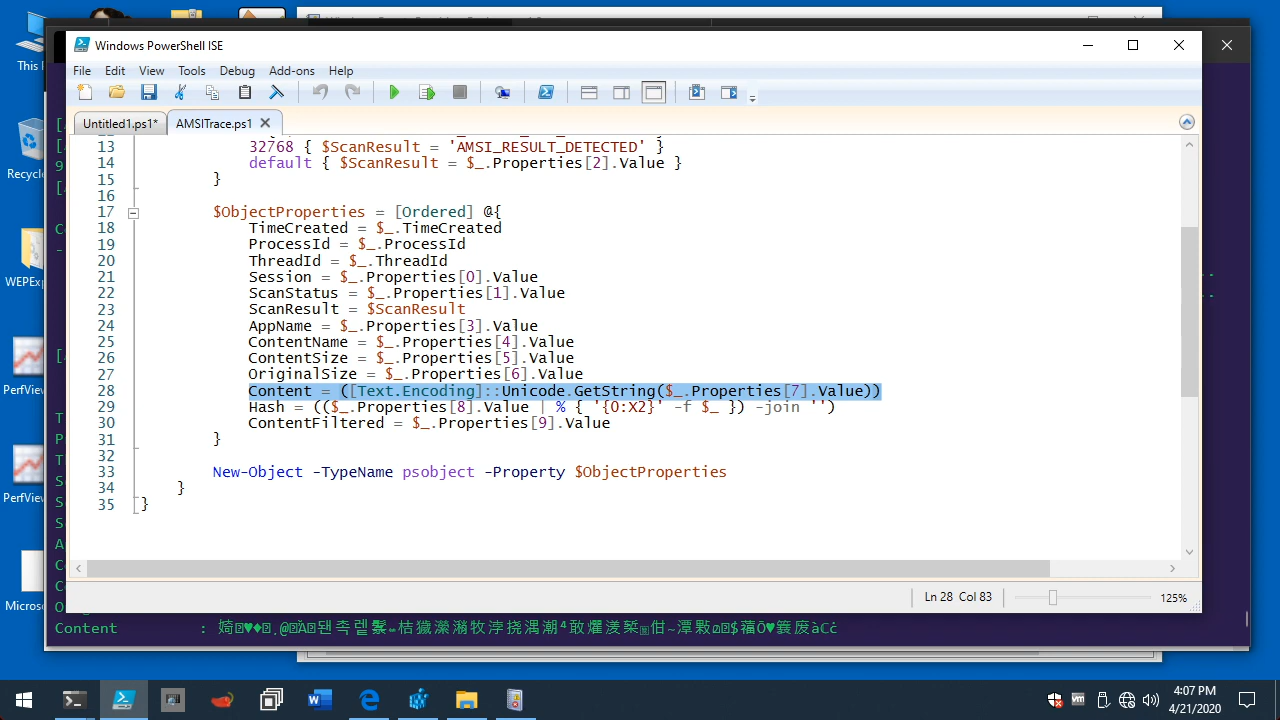 This
Recycl
WEPExp
PerfView
PerfView
Microso
Windows PowerShell ISE
File Edit View Tools Debug Add-ons Help
Untitled1.ps1* AMSITrace.ps1
13 32768 { $ScanResult = 'AMSI_RESULT_DETECTED' }
14 default { $ScanResult = $_.Properties[2].Value }
15 }
16
17 $ObjectProperties = [Ordered] @{
18 TimeCreated = $_.TimeCreated
19 ProcessId = $_.ProcessId
20 ThreadId = $_.ThreadId
21 Session = $_.Properties[0].Value
22 ScanStatus = $_.Properties[1].Value
23 ScanResult = $ScanResult
24 AppName = $_.Properties[3].Value
25 ContentName = $_.Properties[4].Value
26 ContentSize = $_.Properties[5].Value
27 OriginalSize = $_.Properties[6].Value
28 Content = ([Text.Encoding]::Unicode.GetString($_.Properties[7].Value))
29 Hash = (($_.Properties[8].Value | % { '{0:X2}' -f $_ }) -join '')
30 ContentFiltered = $_.Properties[9].Value
31 }
32
33 New-Object -TypeName psobject -Property $ObjectProperties
34 }
35 }
Ln 28 Col 83 125%
Content :
4:07 PM
4/21/2020